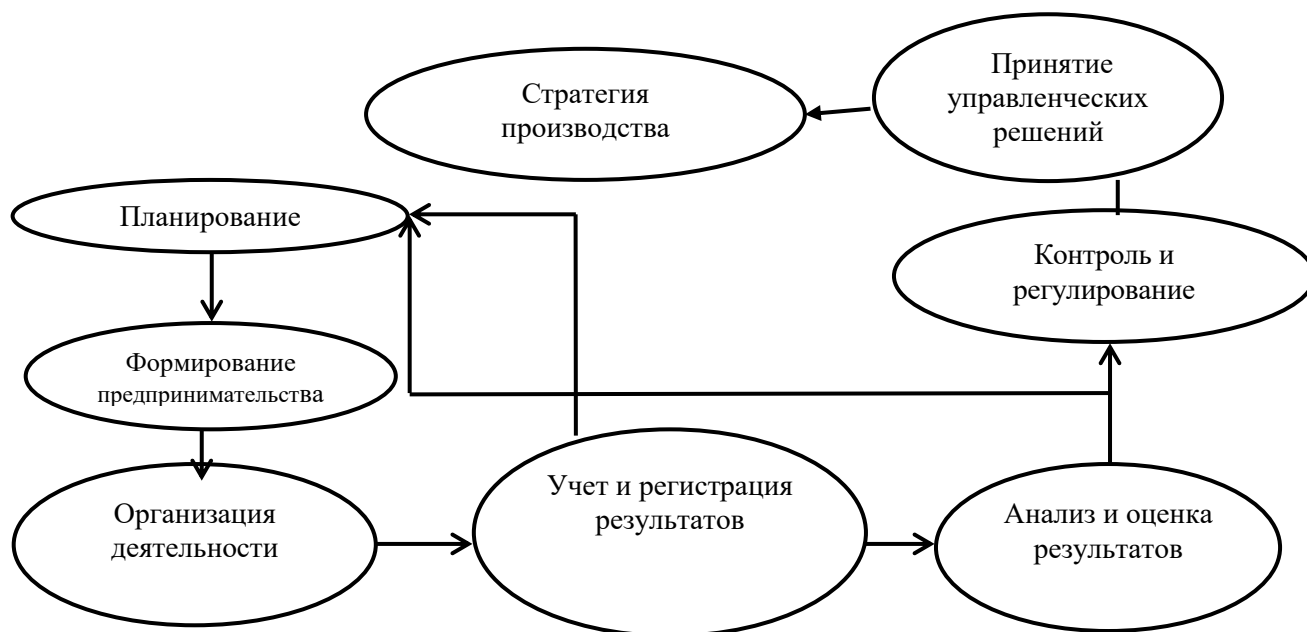 Принятие
управленческих
решений
Стратегия
производства
Планирование
Контроль и
регулирование
Формирование
предпринимательства
Учет и регистрация
результатов
Организация
деятельности
Анализ и оценка
результатов